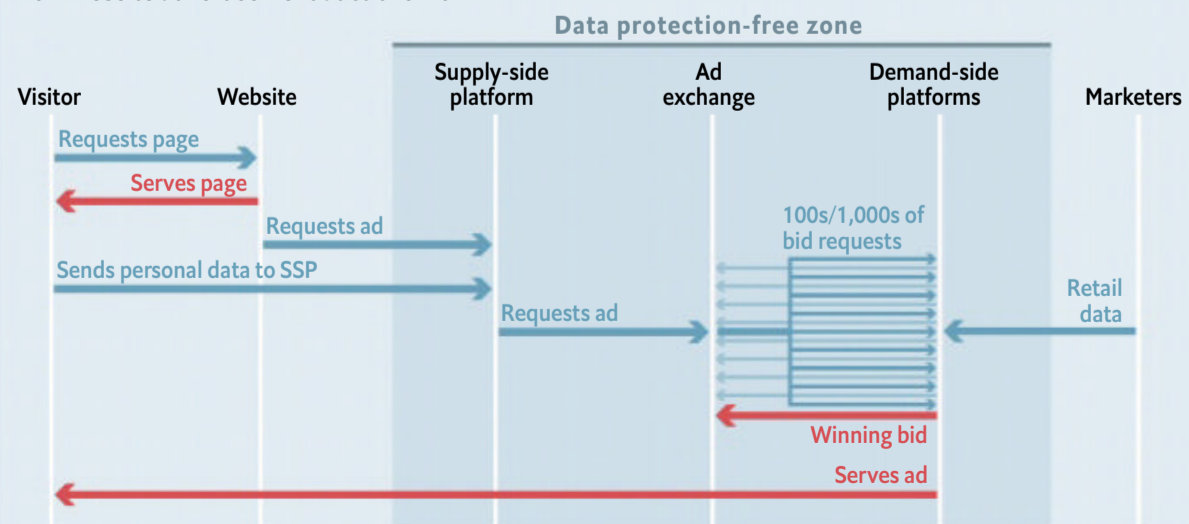 Data protection-free zone
Visitor
Website
Supply-side
platform
Ad
exchange
Demand-side
platforms
Marketers
Requests page
Serves page
Requests ad
100s/1,000s of
bid requests
Sends personal data to SSP
Requests ad
Retail
data
Winning bid
Serves ad